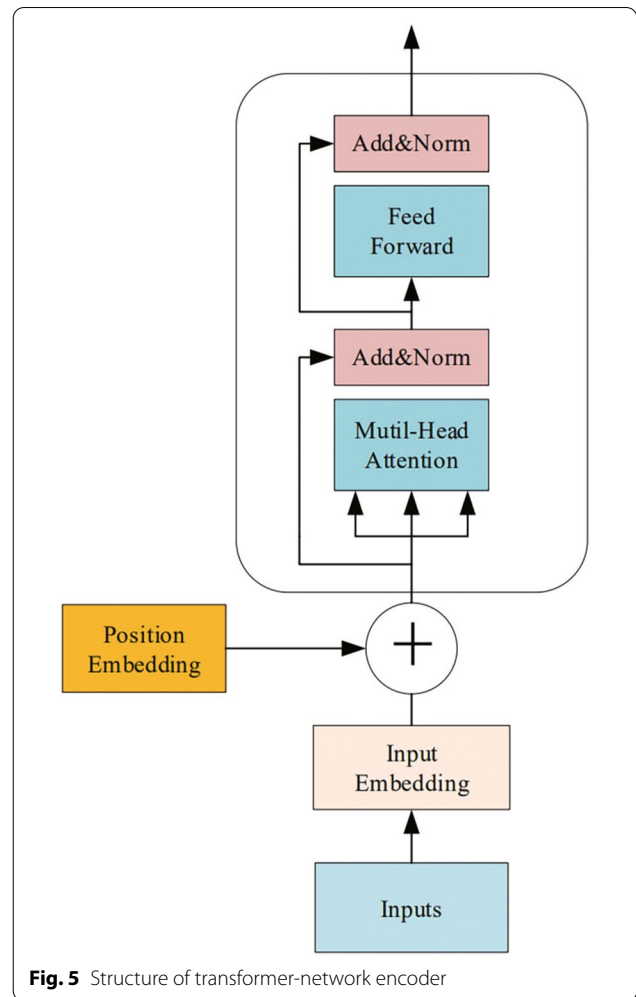 Add&Norm
Feed
Forward
Add&Norm
Mutil-Head
Attention
Position
Embedding
+
Input
Embedding
Inputs
Fig. 5 Structure of transformer-network encoder